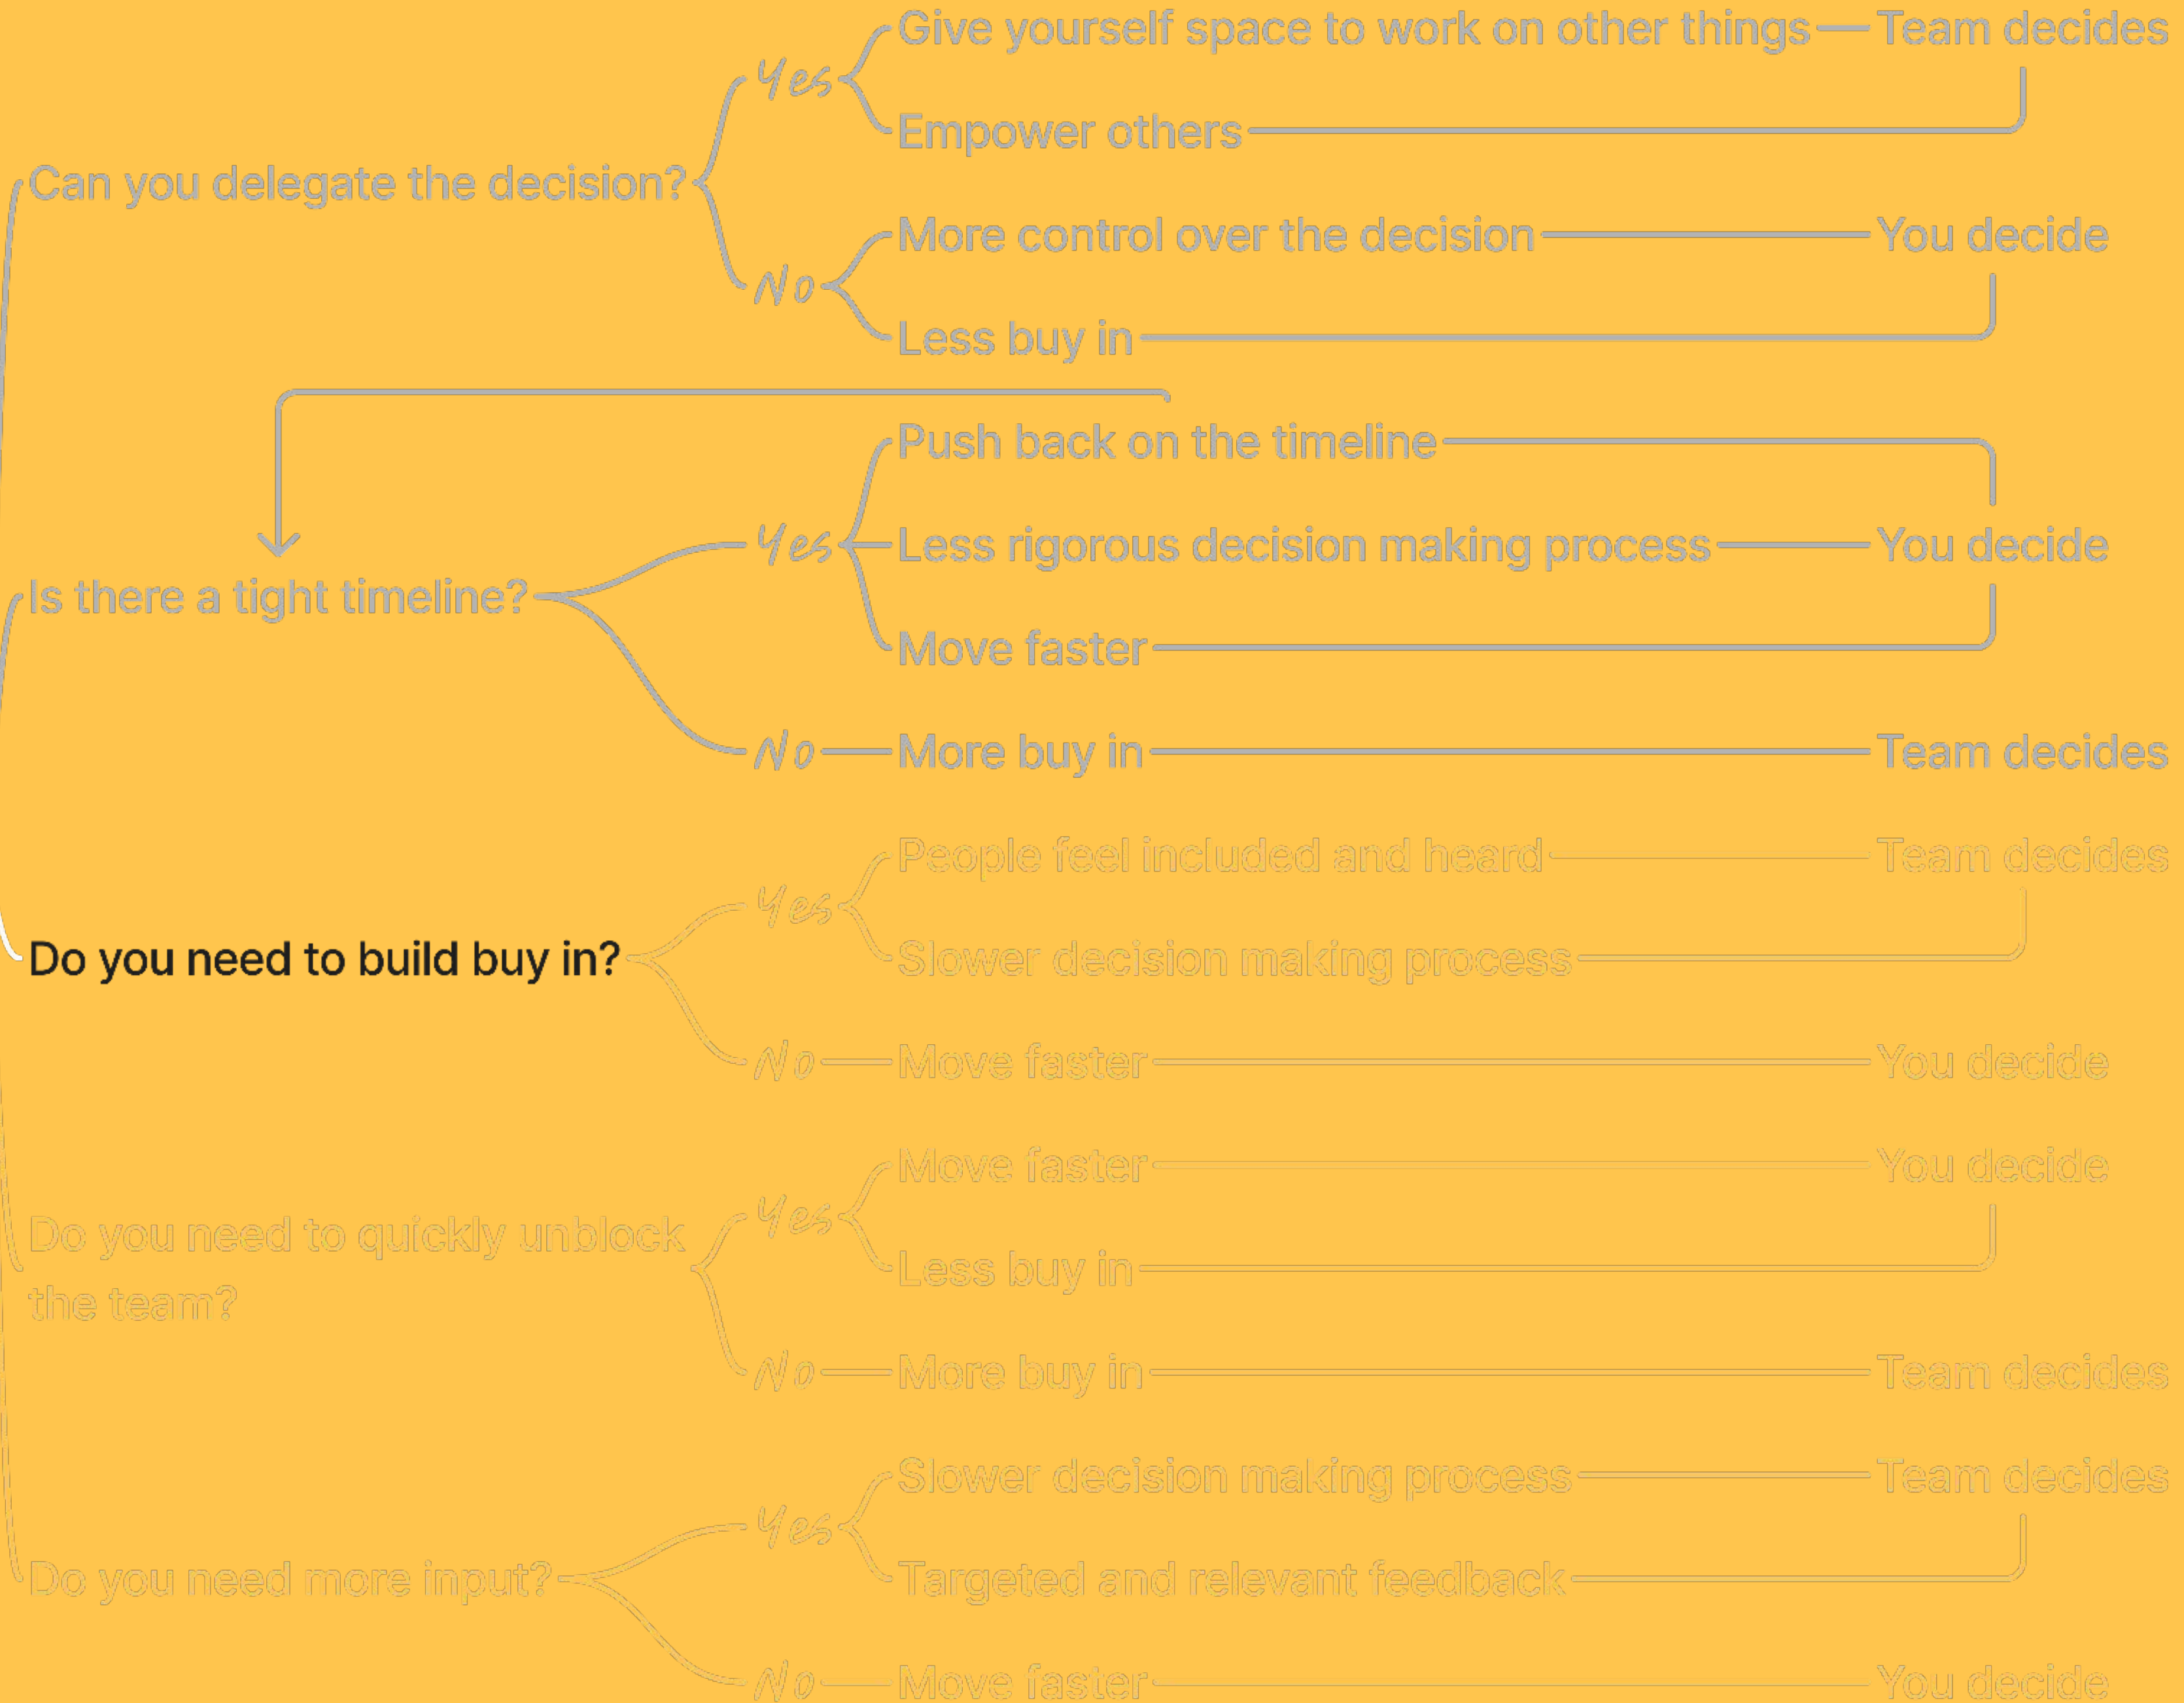 Give yourself space to work on other things Team decides
Yes
Empower others
Can you delegate the decision?
More control over the decision You decide
No
Less buy in
Push back on the timeline
Yes Less rigorous decision making process You decide
Is there a tight timeline?
Move faster
No More buy in Team decides
People feel included and heard Team decides
Yes
Do you need to build buy in? Slower decision making process
No Move faster You decide
Move faster You decide
Yes
Do you need to quickly unblock
the team?
Less buy in
No More buy in Team decides
Slower decision making process Team decides
Yes
Do you need more input? Targeted and relevant feedback
No Move faster You decide